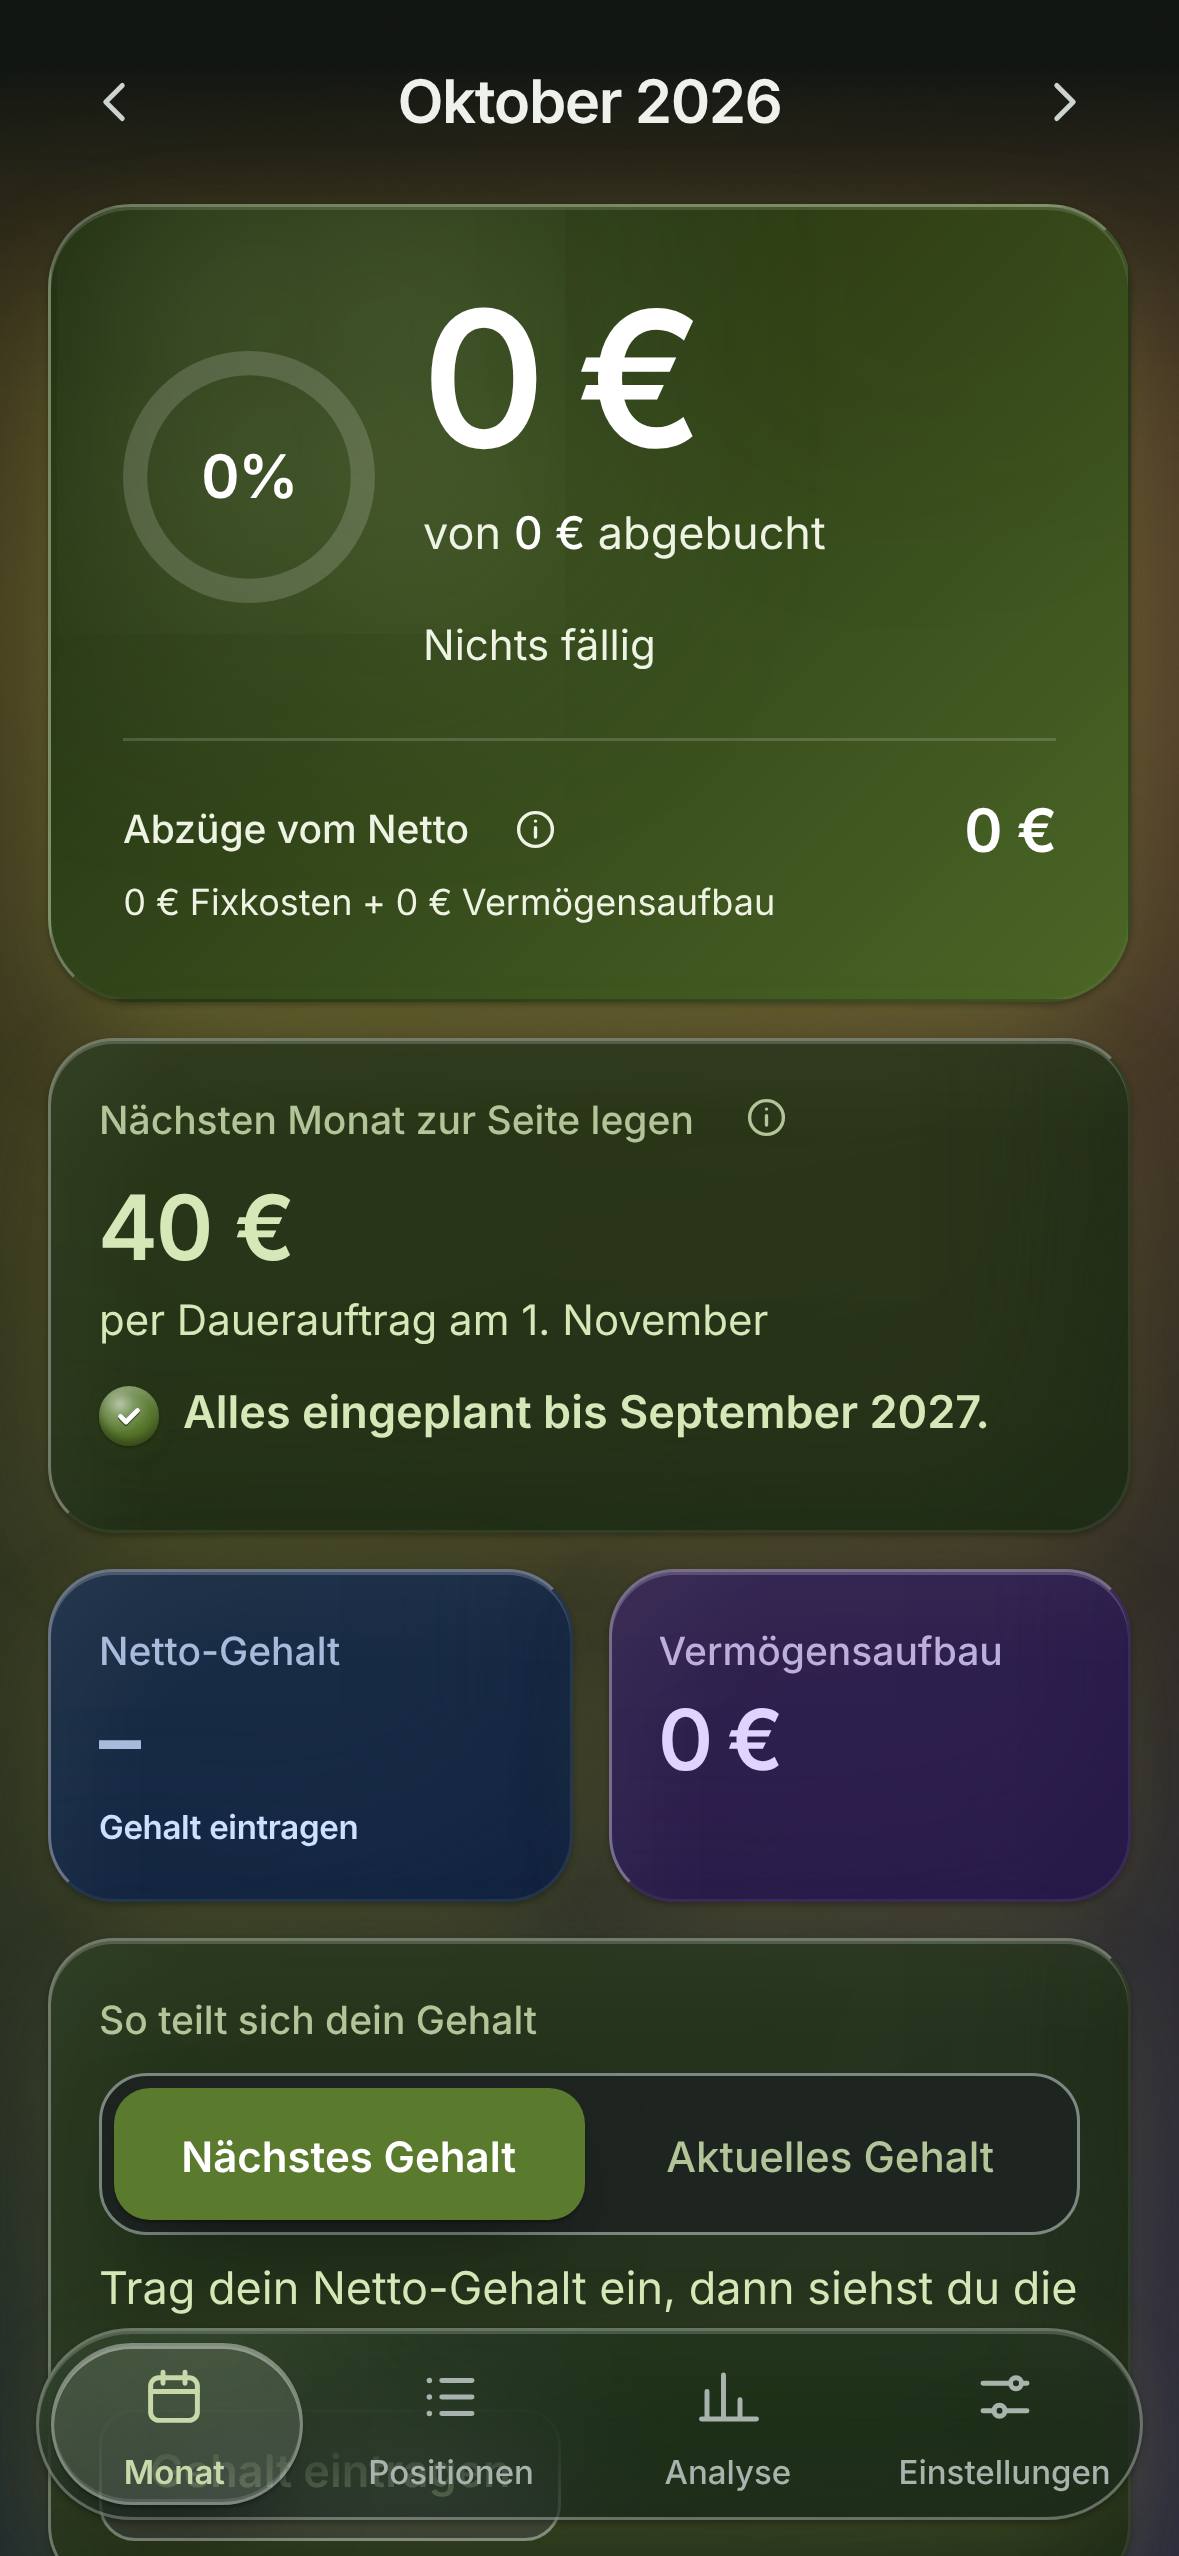 Oktober 2026
0 €
0%
von 0 € abgebucht
Nichts fällig
Abzüge vom Netto
0 €
0 € Fixkosten + 0 € Vermögensaufbau
Nächsten Monat zur Seite legen
40 €
per Dauerauftrag am 1. November
Alles eingeplant bis September 2027.
Netto-Gehalt
–
Gehalt eintragen
Vermögensaufbau
0 €
So teilt sich dein Gehalt
Nächstes Gehalt
Aktuelles Gehalt
Trag dein Netto-Gehalt ein, dann siehst du die
Gehalt eintragen
Monat
Positionen
Analyse
Einstellungen